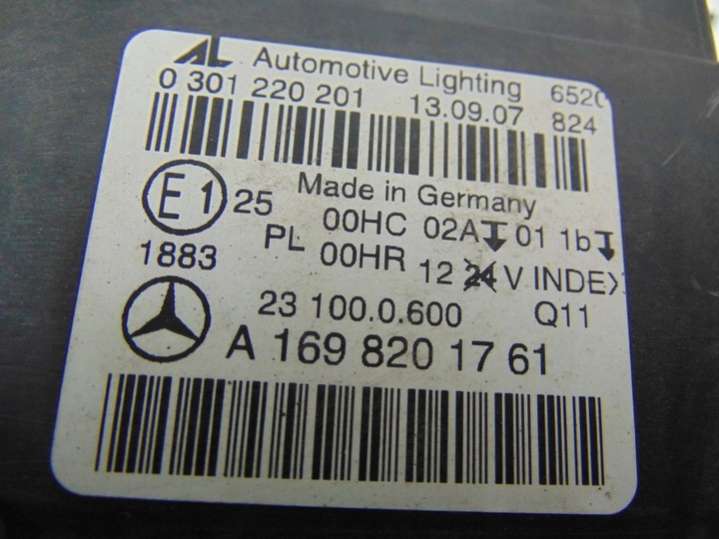 AL Automotive Lighting 6520
0 301 220 201 13.09.07 824
Made in Germany
E1 25 00HC 02A 01 1b
1883 PL 00HR 12 24 V INDEX
23 100.0.600 Q11
A 169 820 17 61